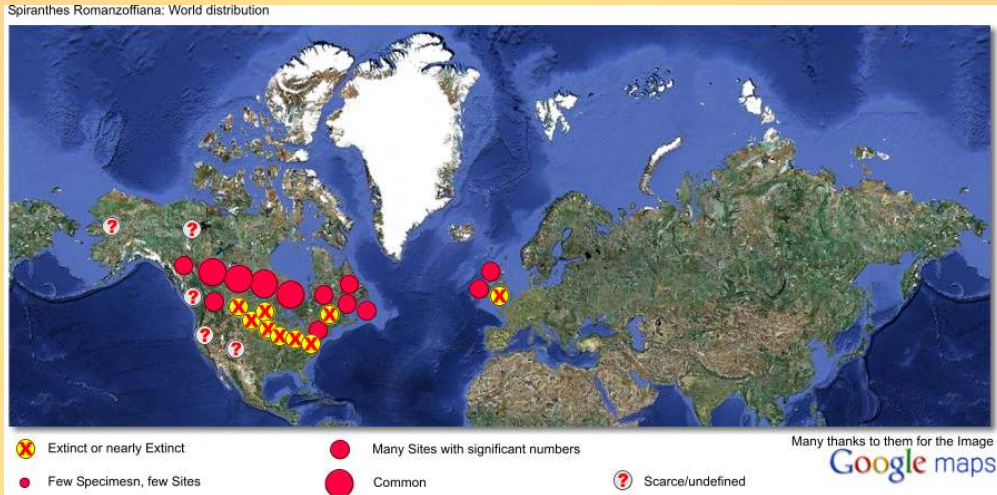 Spiranthes Romanzoffiana: World distribution
? ?
?
? ?
X X X X X X X X X
X
Extinct or nearly Extinct
Few Specimesn, few Sites
Many Sites with significant numbers
Common
Scarce/undefined
Many thanks to them for the Image
Google maps